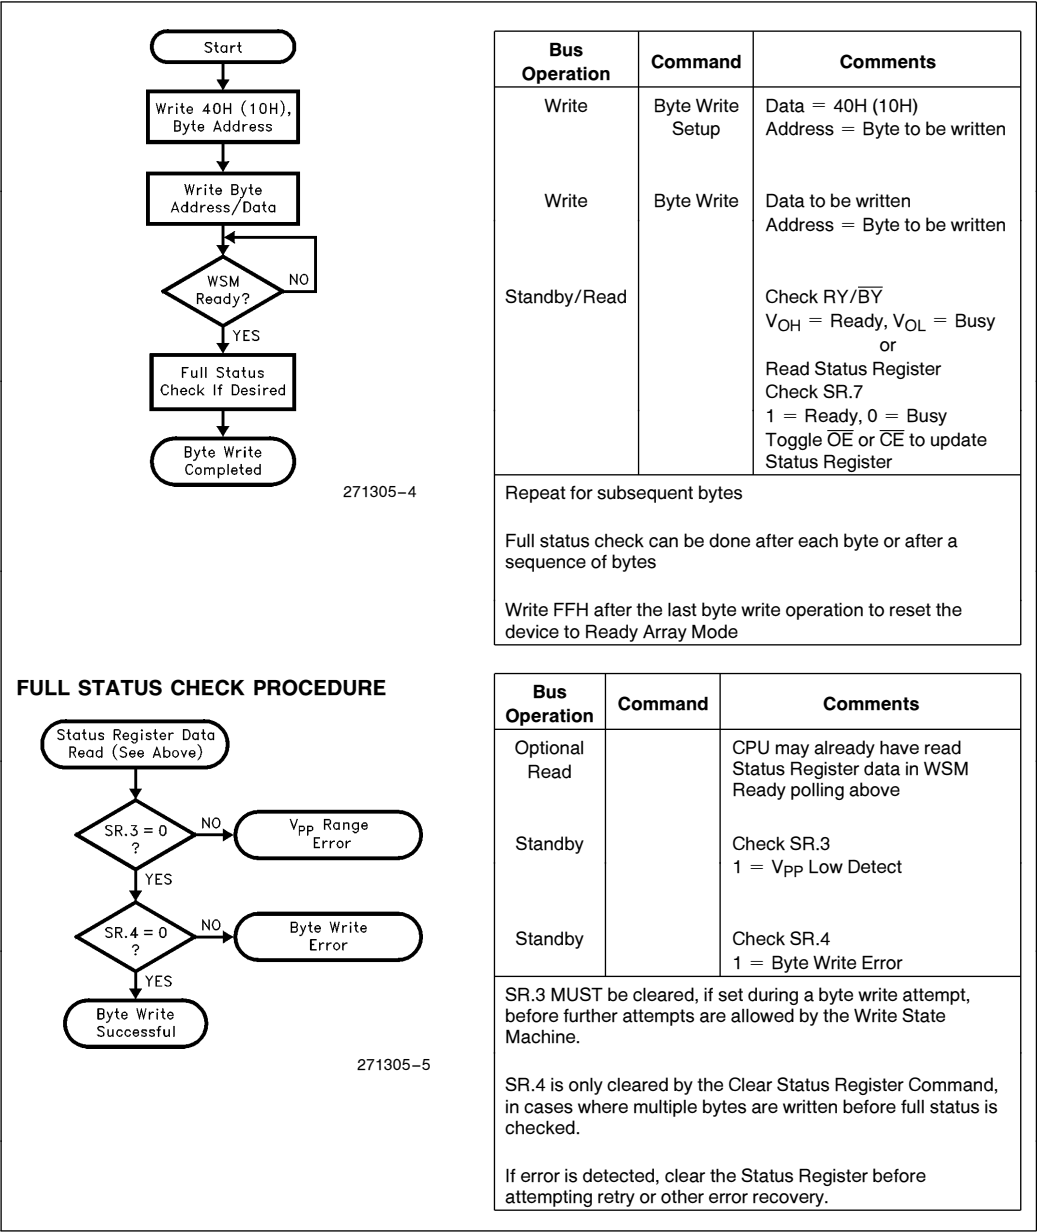 Start
Write 40H (10H),
Byte Address
Write Byte
Address/Data
WSM
Ready?
NO
YES
Full Status
Check If Desired
Byte Write
Completed
271305–4
Bus
Operation
Command
Comments
Write
Byte Write
Setup
Data = 40H (10H)
Address = Byte to be written
Write
Byte Write
Data to be written
Address = Byte to be written
Standby/Read
Check RY/B̅Y̅
VOH = Ready, VOL = Busy
or
Read Status Register
Check SR.7
1 = Ready, 0 = Busy
Toggle O̅E̅ or C̅E̅ to update
Status Register
Repeat for subsequent bytes
Full status check can be done after each byte or after a
sequence of bytes
Write FFH after the last byte write operation to reset the
device to Ready Array Mode
FULL STATUS CHECK PROCEDURE
Status Register Data
Read (See Above)
SR.3 = 0
?
NO
VPP Range
Error
YES
SR.4 = 0
?
NO
Byte Write
Error
YES
Byte Write
Successful
271305–5
Bus
Operation
Command
Comments
Optional
Read
CPU may already have read
Status Register data in WSM
Ready polling above
Standby
Check SR.3
1 = VPP Low Detect
Standby
Check SR.4
1 = Byte Write Error
SR.3 MUST be cleared, if set during a byte write attempt,
before further attempts are allowed by the Write State
Machine.
SR.4 is only cleared by the Clear Status Register Command,
in cases where multiple bytes are written before full status is
checked.
If error is detected, clear the Status Register before
attempting retry or other error recovery.